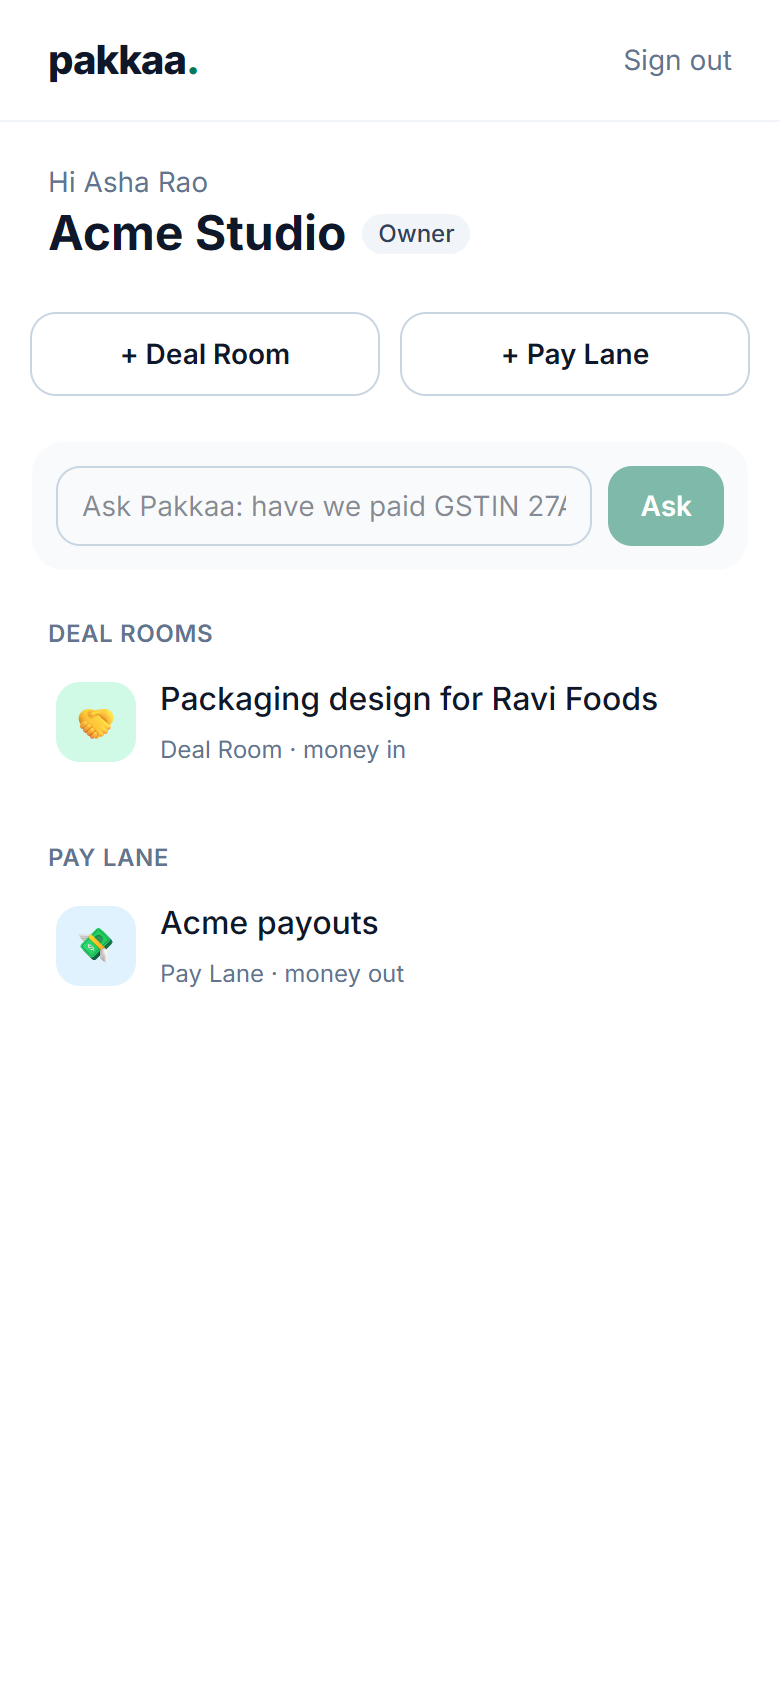 pakkaa.
Sign out
Hi Asha Rao
Acme Studio
Owner
+ Deal Room
+ Pay Lane
Ask Pakkaa: have we paid GSTIN 27
Ask
DEAL ROOMS
Packaging design for Ravi Foods
Deal Room · money in
PAY LANE
Acme payouts
Pay Lane · money out